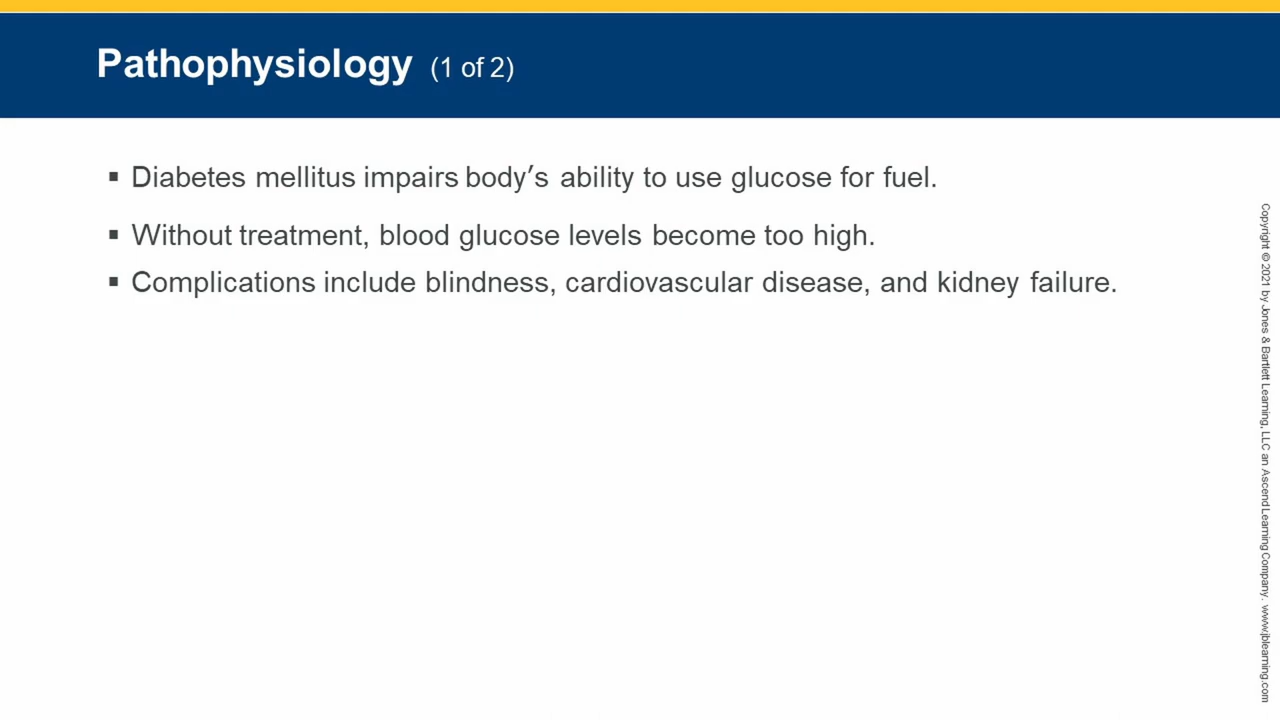 Pathophysiology (1 of 2)
▪ Diabetes mellitus impairs body’s ability to use glucose for fuel.
▪ Without treatment, blood glucose levels become too high.
▪ Complications include blindness, cardiovascular disease, and kidney failure.
Copyright © 2021 by Jones & Bartlett Learning, LLC an Ascend Learning Company. www.jblearning.com